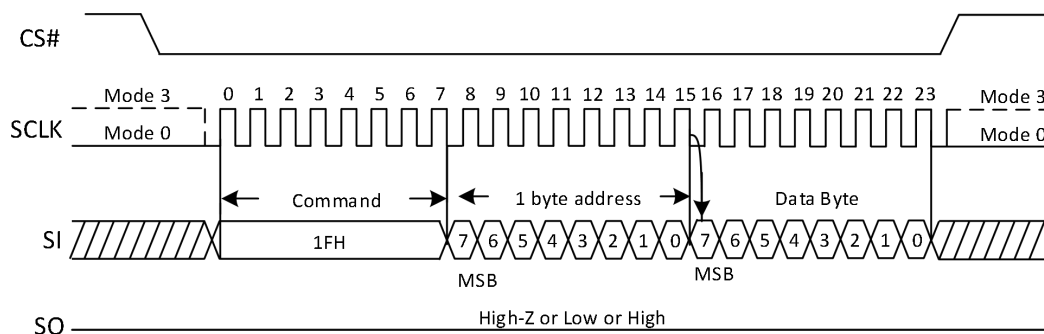 CS#
0 1 2 3 4 5 6 7 8 9 10 11 12 13 14 15 16 17 18 19 20 21 22 23
Mode 3 Mode 3
SCLK Mode 0 Mode 0
Command 1 byte address Data Byte
SI 1FH 7 6 5 4 3 2 1 0 7 6 5 4 3 2 1 0
MSB MSB
SO High-Z or Low or High